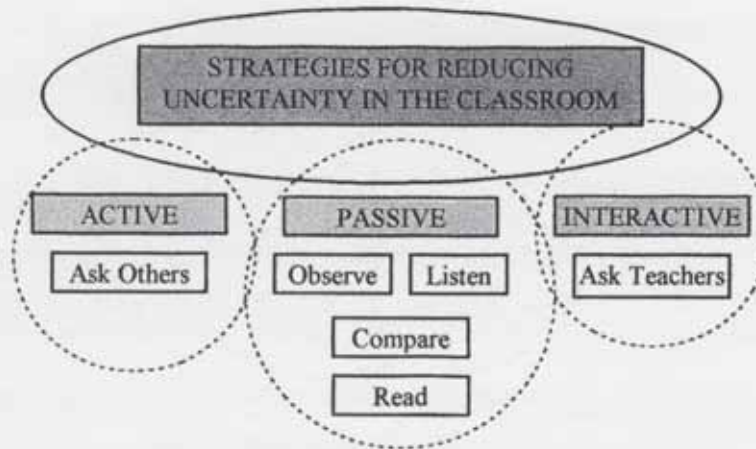 STRATEGIES FOR REDUCING
UNCERTAINTY IN THE CLASSROOM
ACTIVE
PASSIVE
INTERACTIVE
Ask Others
Observe
Listen
Ask Teachers
Compare
Read